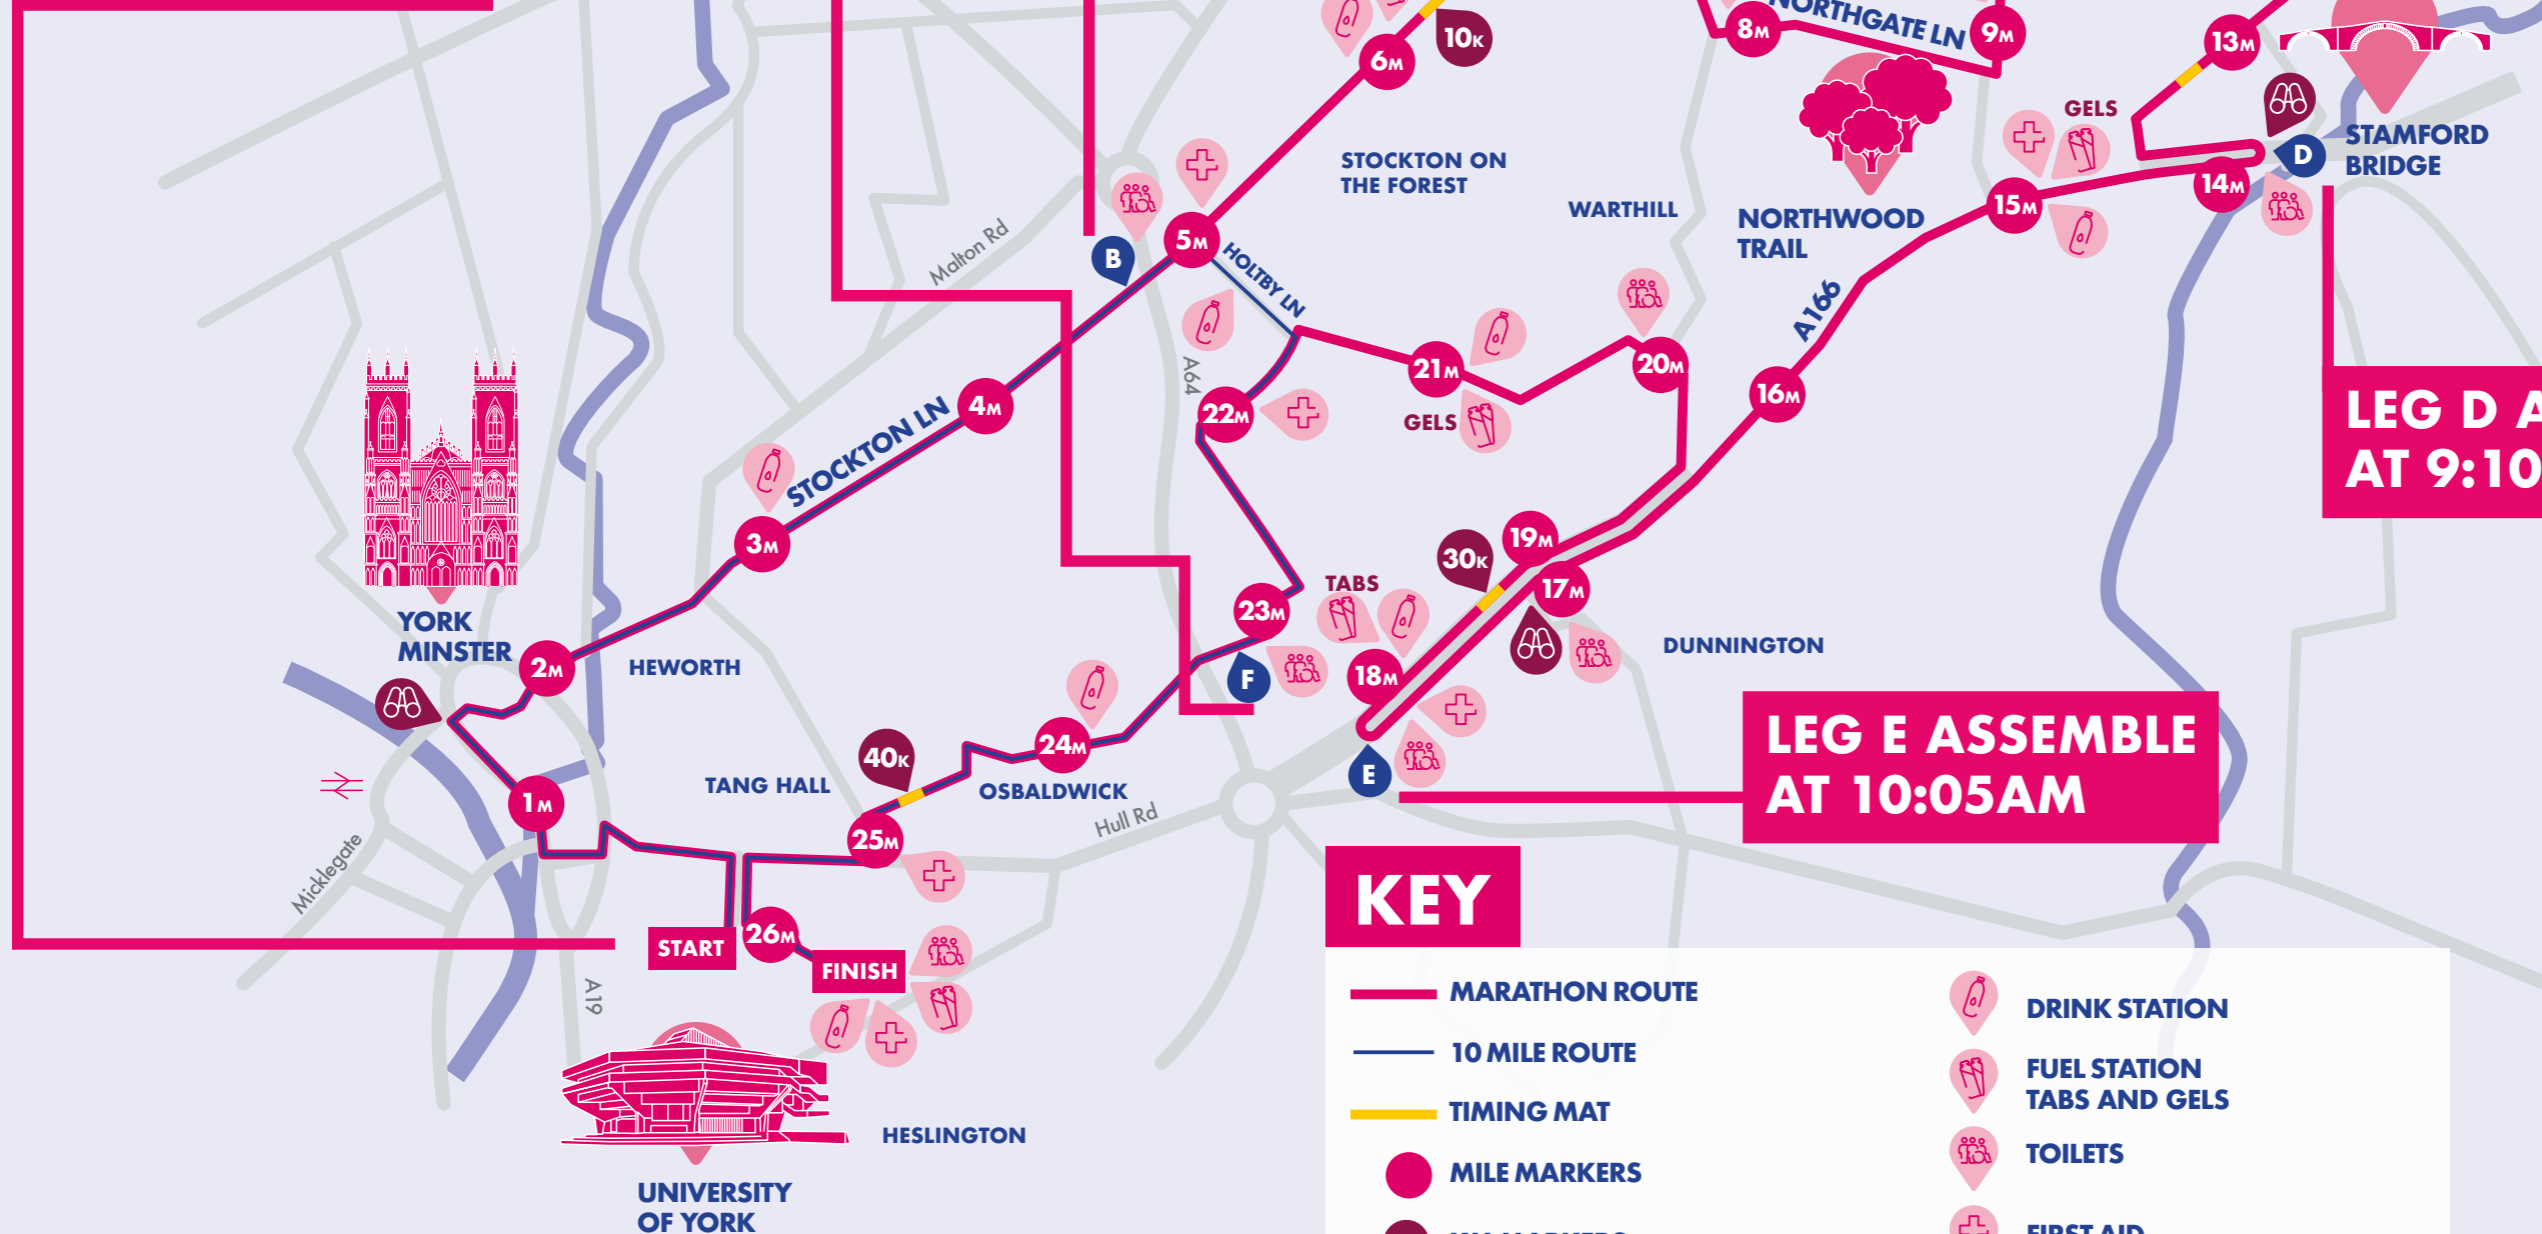 10K
6M
8M
NORTHGATE LN
9M
13M
GELS
STAMFORD
BRIDGE
D
14M
15M
STOCKTON ON
THE FOREST
WARTHILL
NORTHWOOD
TRAIL
Malton Rd
B
5M
HOLTBY LN
A166
A64
21M
20M
16M
GELS
22M
4M
STOCKTON LN
3M
LEG D A
AT 9:10
19M
30K
17M
TABS
23M
YORK
MINSTER
2M
HEWORTH
F
18M
DUNNINGTON
24M
40K
E
LEG E ASSEMBLE
AT 10:05AM
TANG HALL
OSBALDWICK
1M
Hull Rd
25M
Micklegate
26M
START
FINISH
A19
HESLINGTON
UNIVERSITY
OF YORK
KEY
MARATHON ROUTE
10 MILE ROUTE
TIMING MAT
MILE MARKERS
DRINK STATION
FUEL STATION
TABS AND GELS
TOILETS
FIRST AID